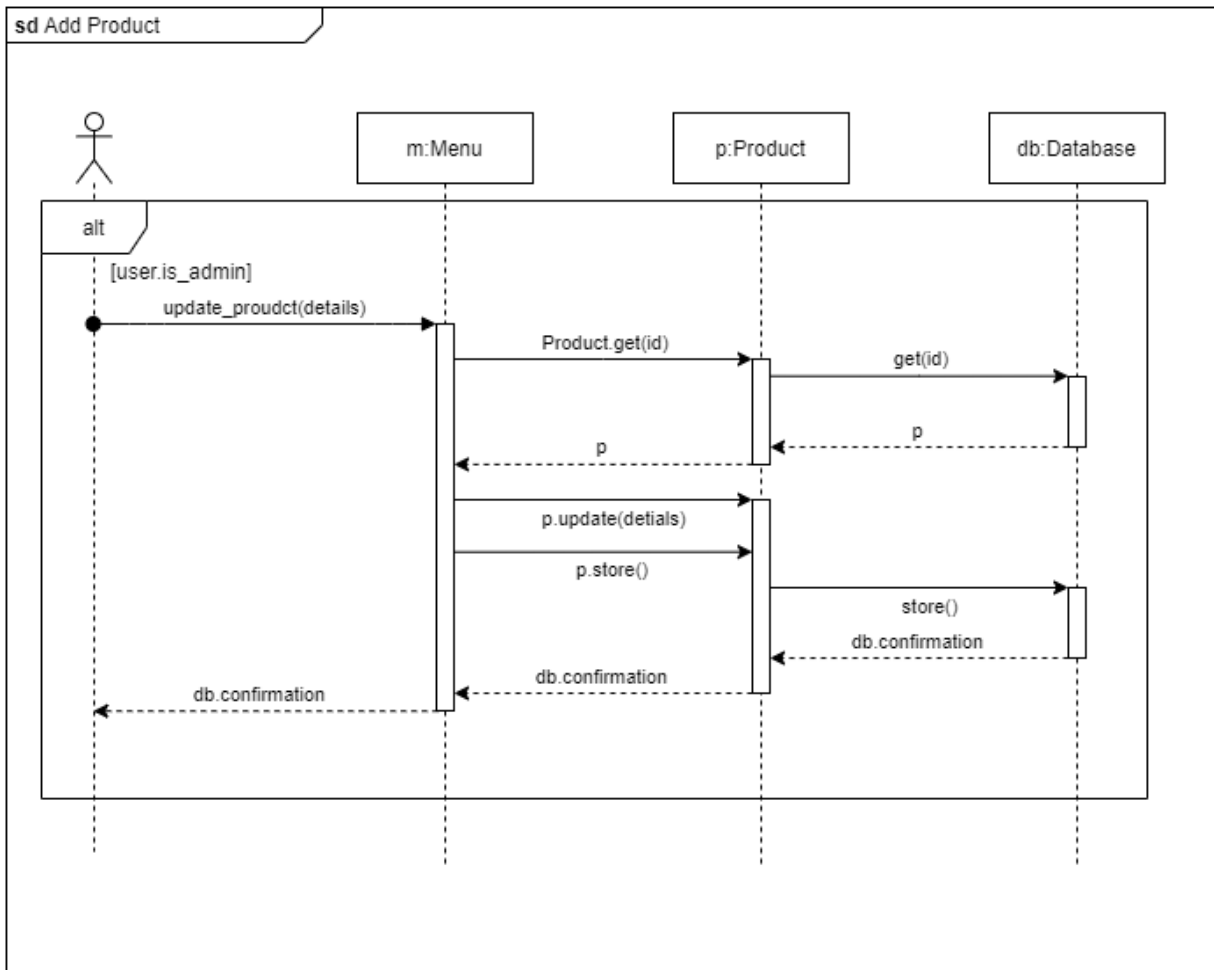 sd Add Product
m:Menu
p:Product
db:Database
alt
[user.is_admin]
update_proudct(details)
Product.get(id)
get(id)
p
p
p.update(detials)
p.store()
store()
db.confirmation
db.confirmation
db.confirmation